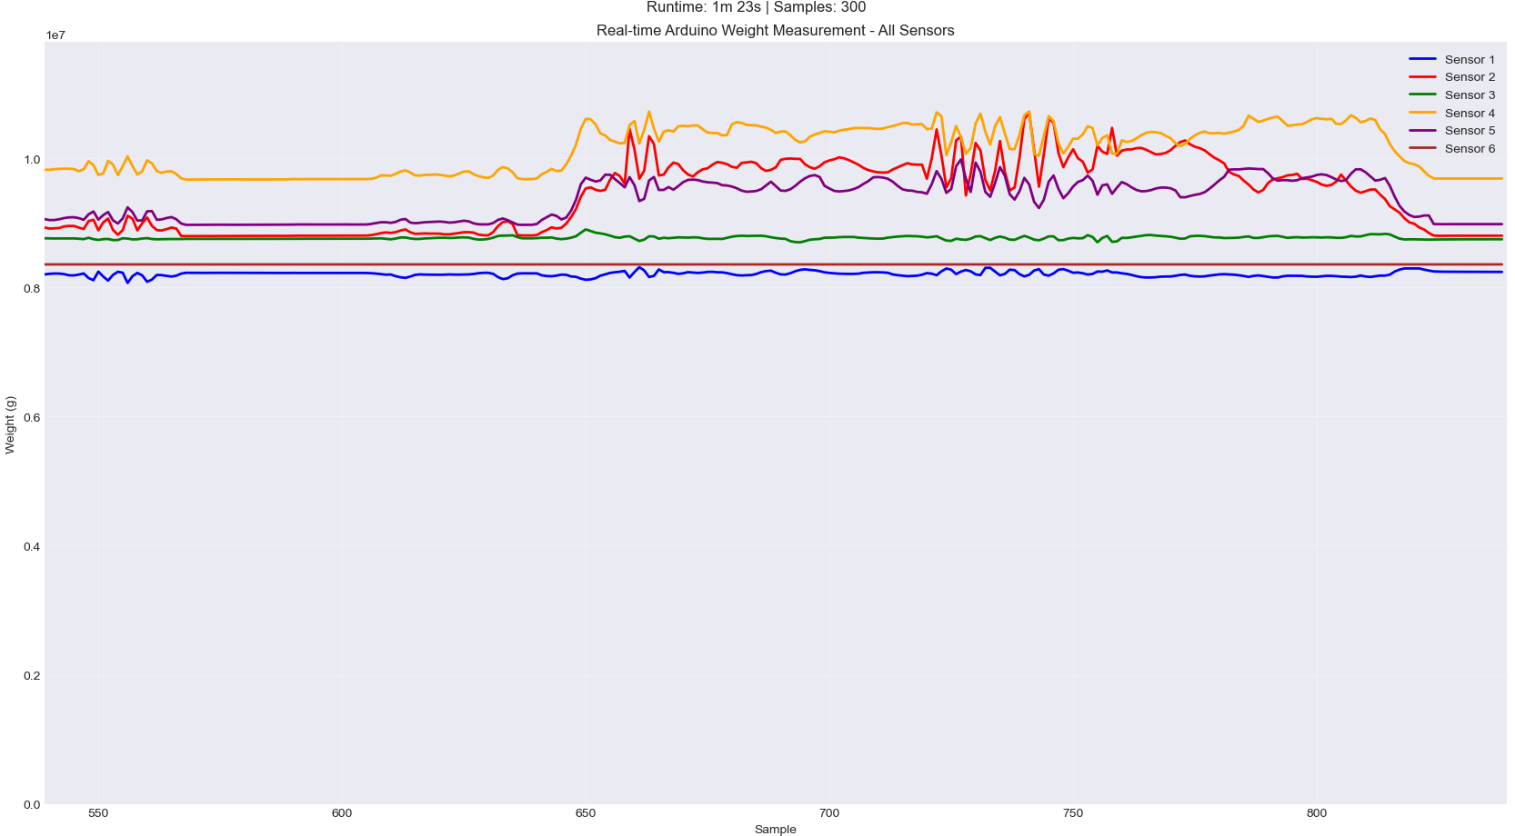 Runtime: 1m 23s | Samples: 300
Real-time Arduino Weight Measurement - All Sensors
1e7
Sensor 1
Sensor 2
Sensor 3
Sensor 4
Sensor 5
Sensor 6
1.0
0.8
0.6
0.4
0.2
0.0
Weight (g)
550 600 650 700 750 800
Sample